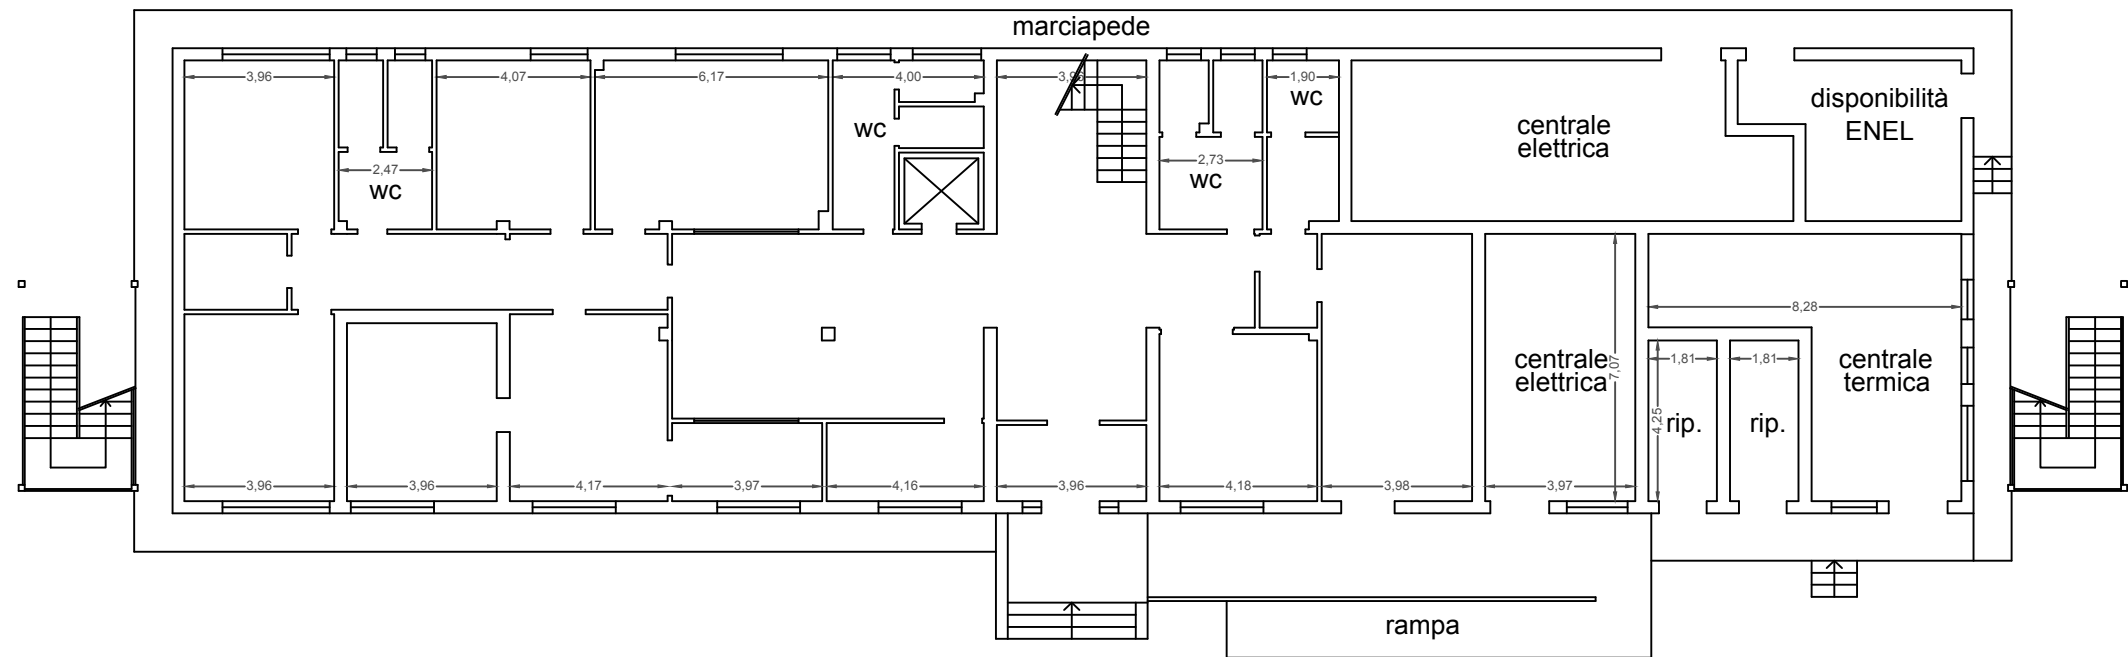 marciapede
3,96
4,07
6,17
4,00
3,96
1,90
wc
wc
disponibilità
ENEL
centrale
elettrica
2,47
wc
2,73
wc
8,28
7,07
centrale
elettrica
1,81
1,81
centrale
termica
4,25
rip.
rip.
3,96
3,96
4,17
3,97
4,16
3,96
4,18
3,98
3,97
rampa